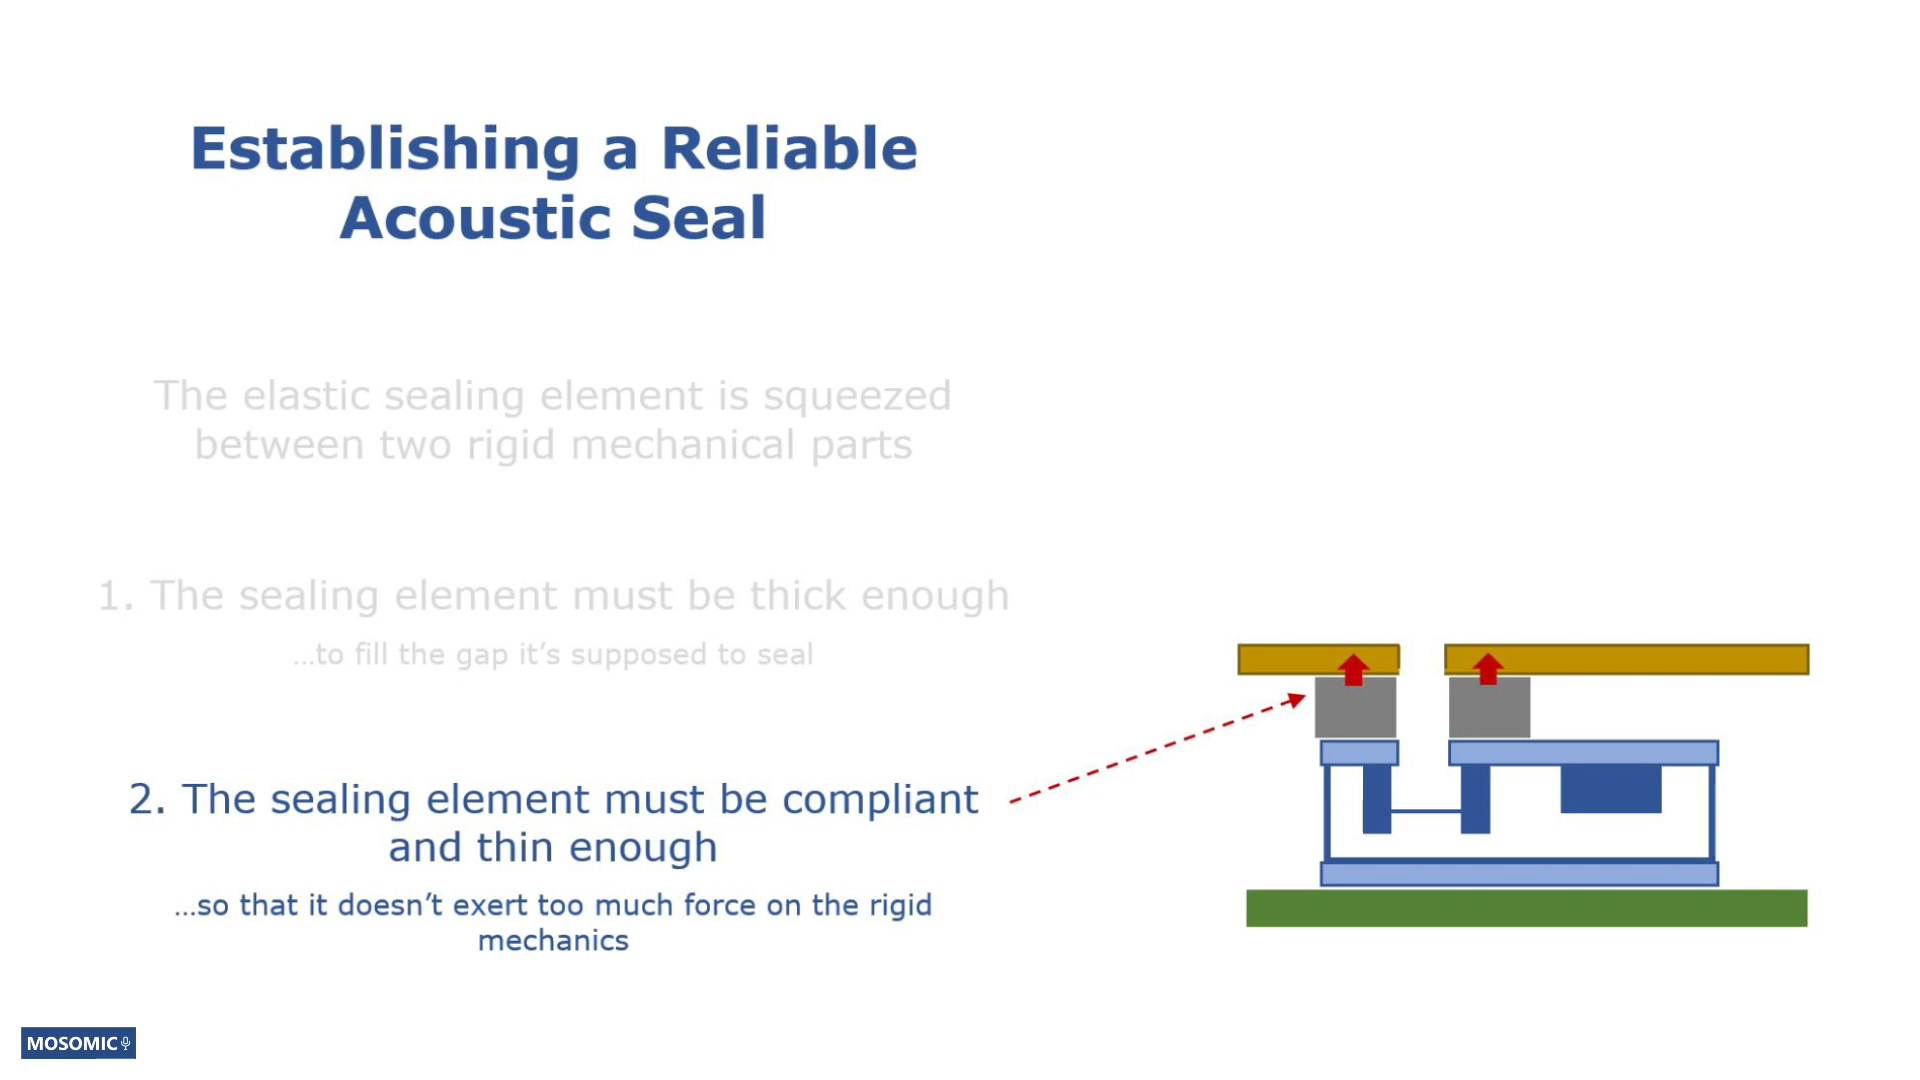 Establishing a Reliable
Acoustic Seal
The elastic sealing element is squeezed
between two rigid mechanical parts
1. The sealing element must be thick enough
...to fill the gap it’s supposed to seal
2. The sealing element must be compliant
and thin enough
...so that it doesn’t exert too much force on the rigid
mechanics
MOSOMIC